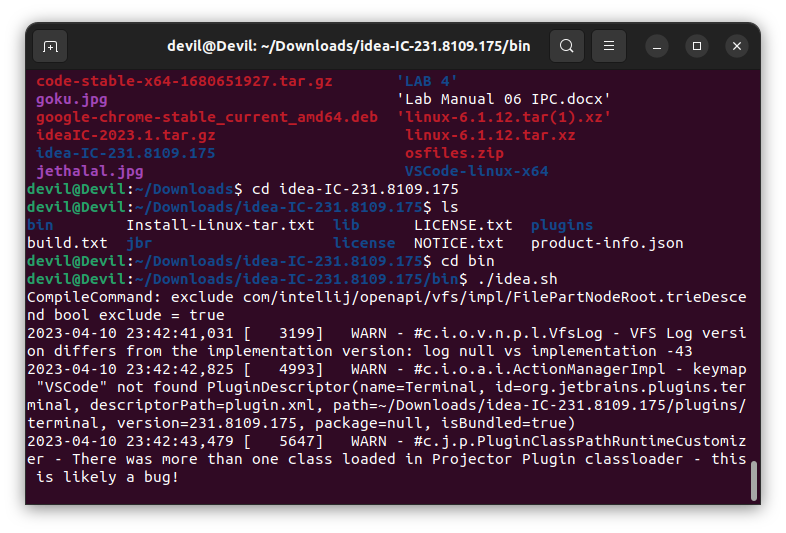 devil@Devil: ~/Downloads/idea-IC-231.8109.175/bin
code-stable-x64-1680651927.tar.gz 'LAB 4'
goku.jpg 'Lab Manual 06 IPC.docx'
google-chrome-stable_current_amd64.deb 'linux-6.1.12.tar(1).xz'
ideaIC-2023.1.tar.gz linux-6.1.12.tar.xz
idea-IC-231.8109.175 osfiles.zip
jethalal.jpg VSCode-linux-x64
devil@Devil:~/Downloads$ cd idea-IC-231.8109.175
devil@Devil:~/Downloads/idea-IC-231.8109.175$ ls
bin Install-Linux-tar.txt lib LICENSE.txt plugins
build.txt jbr license NOTICE.txt product-info.json
devil@Devil:~/Downloads/idea-IC-231.8109.175$ cd bin
devil@Devil:~/Downloads/idea-IC-231.8109.175/bin$ ./idea.sh
CompileCommand: exclude com/intellij/openapi/vfs/impl/FilePartNodeRoot.trieDesce
nd bool exclude = true
2023-04-10 23:42:41,031 [   3199]   WARN - #c.i.o.v.n.p.l.VfsLog - VFS Log versi
on differs from the implementation version: log null vs implementation -43
2023-04-10 23:42:42,825 [   4993]   WARN - #c.i.o.a.i.ActionManagerImpl - keymap
"VSCode" not found PluginDescriptor(name=Terminal, id=org.jetbrains.plugins.ter
minal, descriptorPath=plugin.xml, path=~/Downloads/idea-IC-231.8109.175/plugins/
terminal, version=231.8109.175, package=null, isBundled=true)
2023-04-10 23:42:43,479 [   5647]   WARN - #c.j.p.PluginClassPathRuntimeCustomiz
er - There was more than one class loaded in Projector Plugin classloader - this
is likely a bug!